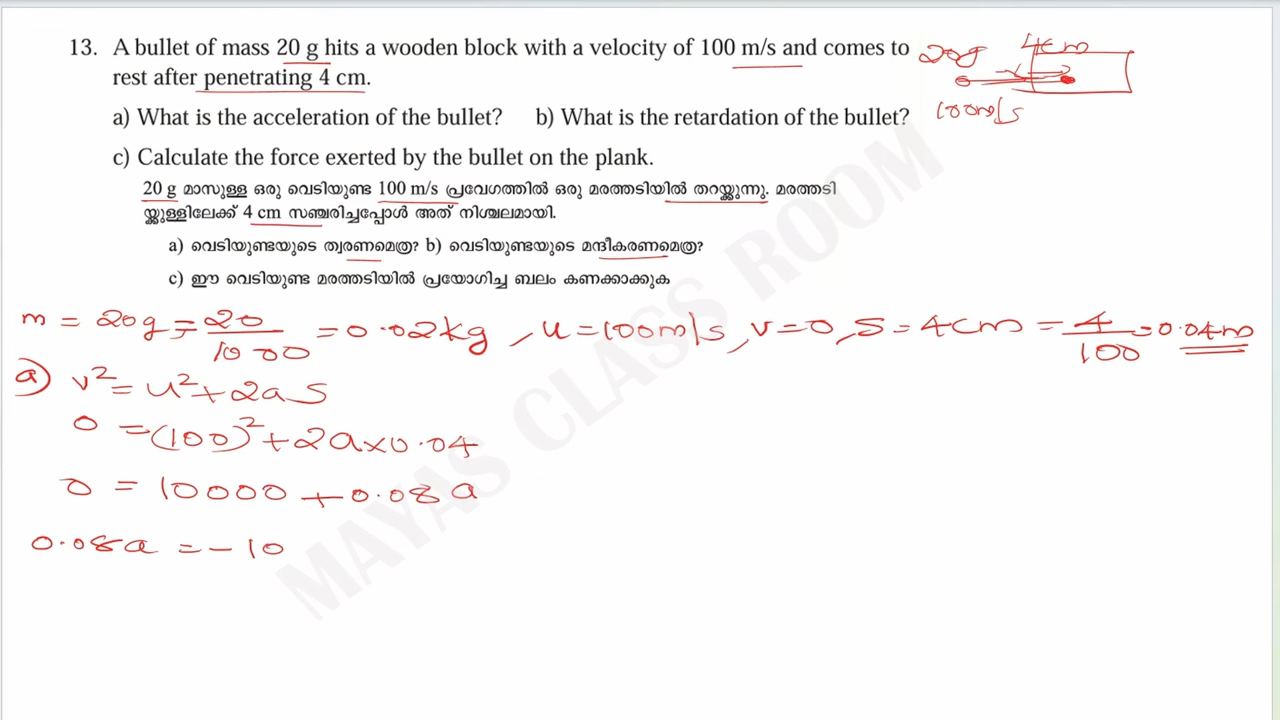 13. A bullet of mass 20 g hits a wooden block with a velocity of 100 m/s and comes to
rest after penetrating 4 cm.
20g 4cm
100m/s
a) What is the acceleration of the bullet? b) What is the retardation of the bullet?
c) Calculate the force exerted by the bullet on the plank.
20 g മാസുള്ള ഒരു വെടിയുണ്ട 100 m/s പ്രവേഗത്തിൽ ഒരു മരത്തടിയിൽ തറയ്ക്കുന്നു. മരത്തടി
യ്ക്കുള്ളിലേക്ക് 4 cm സഞ്ചരിച്ചപ്പോൾ അത് നിശ്ചലമായി.
a) വെടിയുണ്ടയുടെ ത്വരണമെത്ര? b) വെടിയുണ്ടയുടെ മന്ദീകരണമെത്ര?
c) ഈ വെടിയുണ്ട മരത്തടിയിൽ പ്രയോഗിച്ച ബലം കണക്കാക്കുക
m = 20g = 20/1000 = 0.02kg , u = 100m/s, v = 0, S = 4cm = 4/100 = 0.04m
a) v² = u² + 2as
0 = (100)² + 2a×0.04
0 = 10000 + 0.08a
0.08a = -10
MAYAS CLASS ROOM